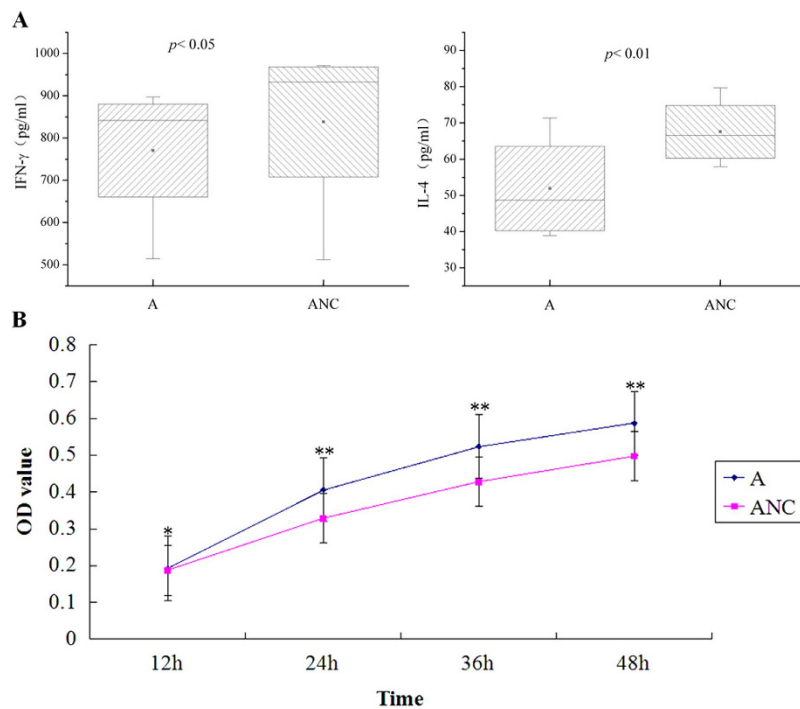 A
p< 0.05
IFN-γ (pg/ml)
1000
900
800
700
600
500
A
ANC
p< 0.01
IL-4 (pg/ml)
90
80
70
60
50
40
30
A
ANC
B
0.8
0.7
0.6
0.5
0.4
0.3
0.2
0.1
0
OD value
*
**
**
**
12h
24h
36h
48h
Time
A
ANC